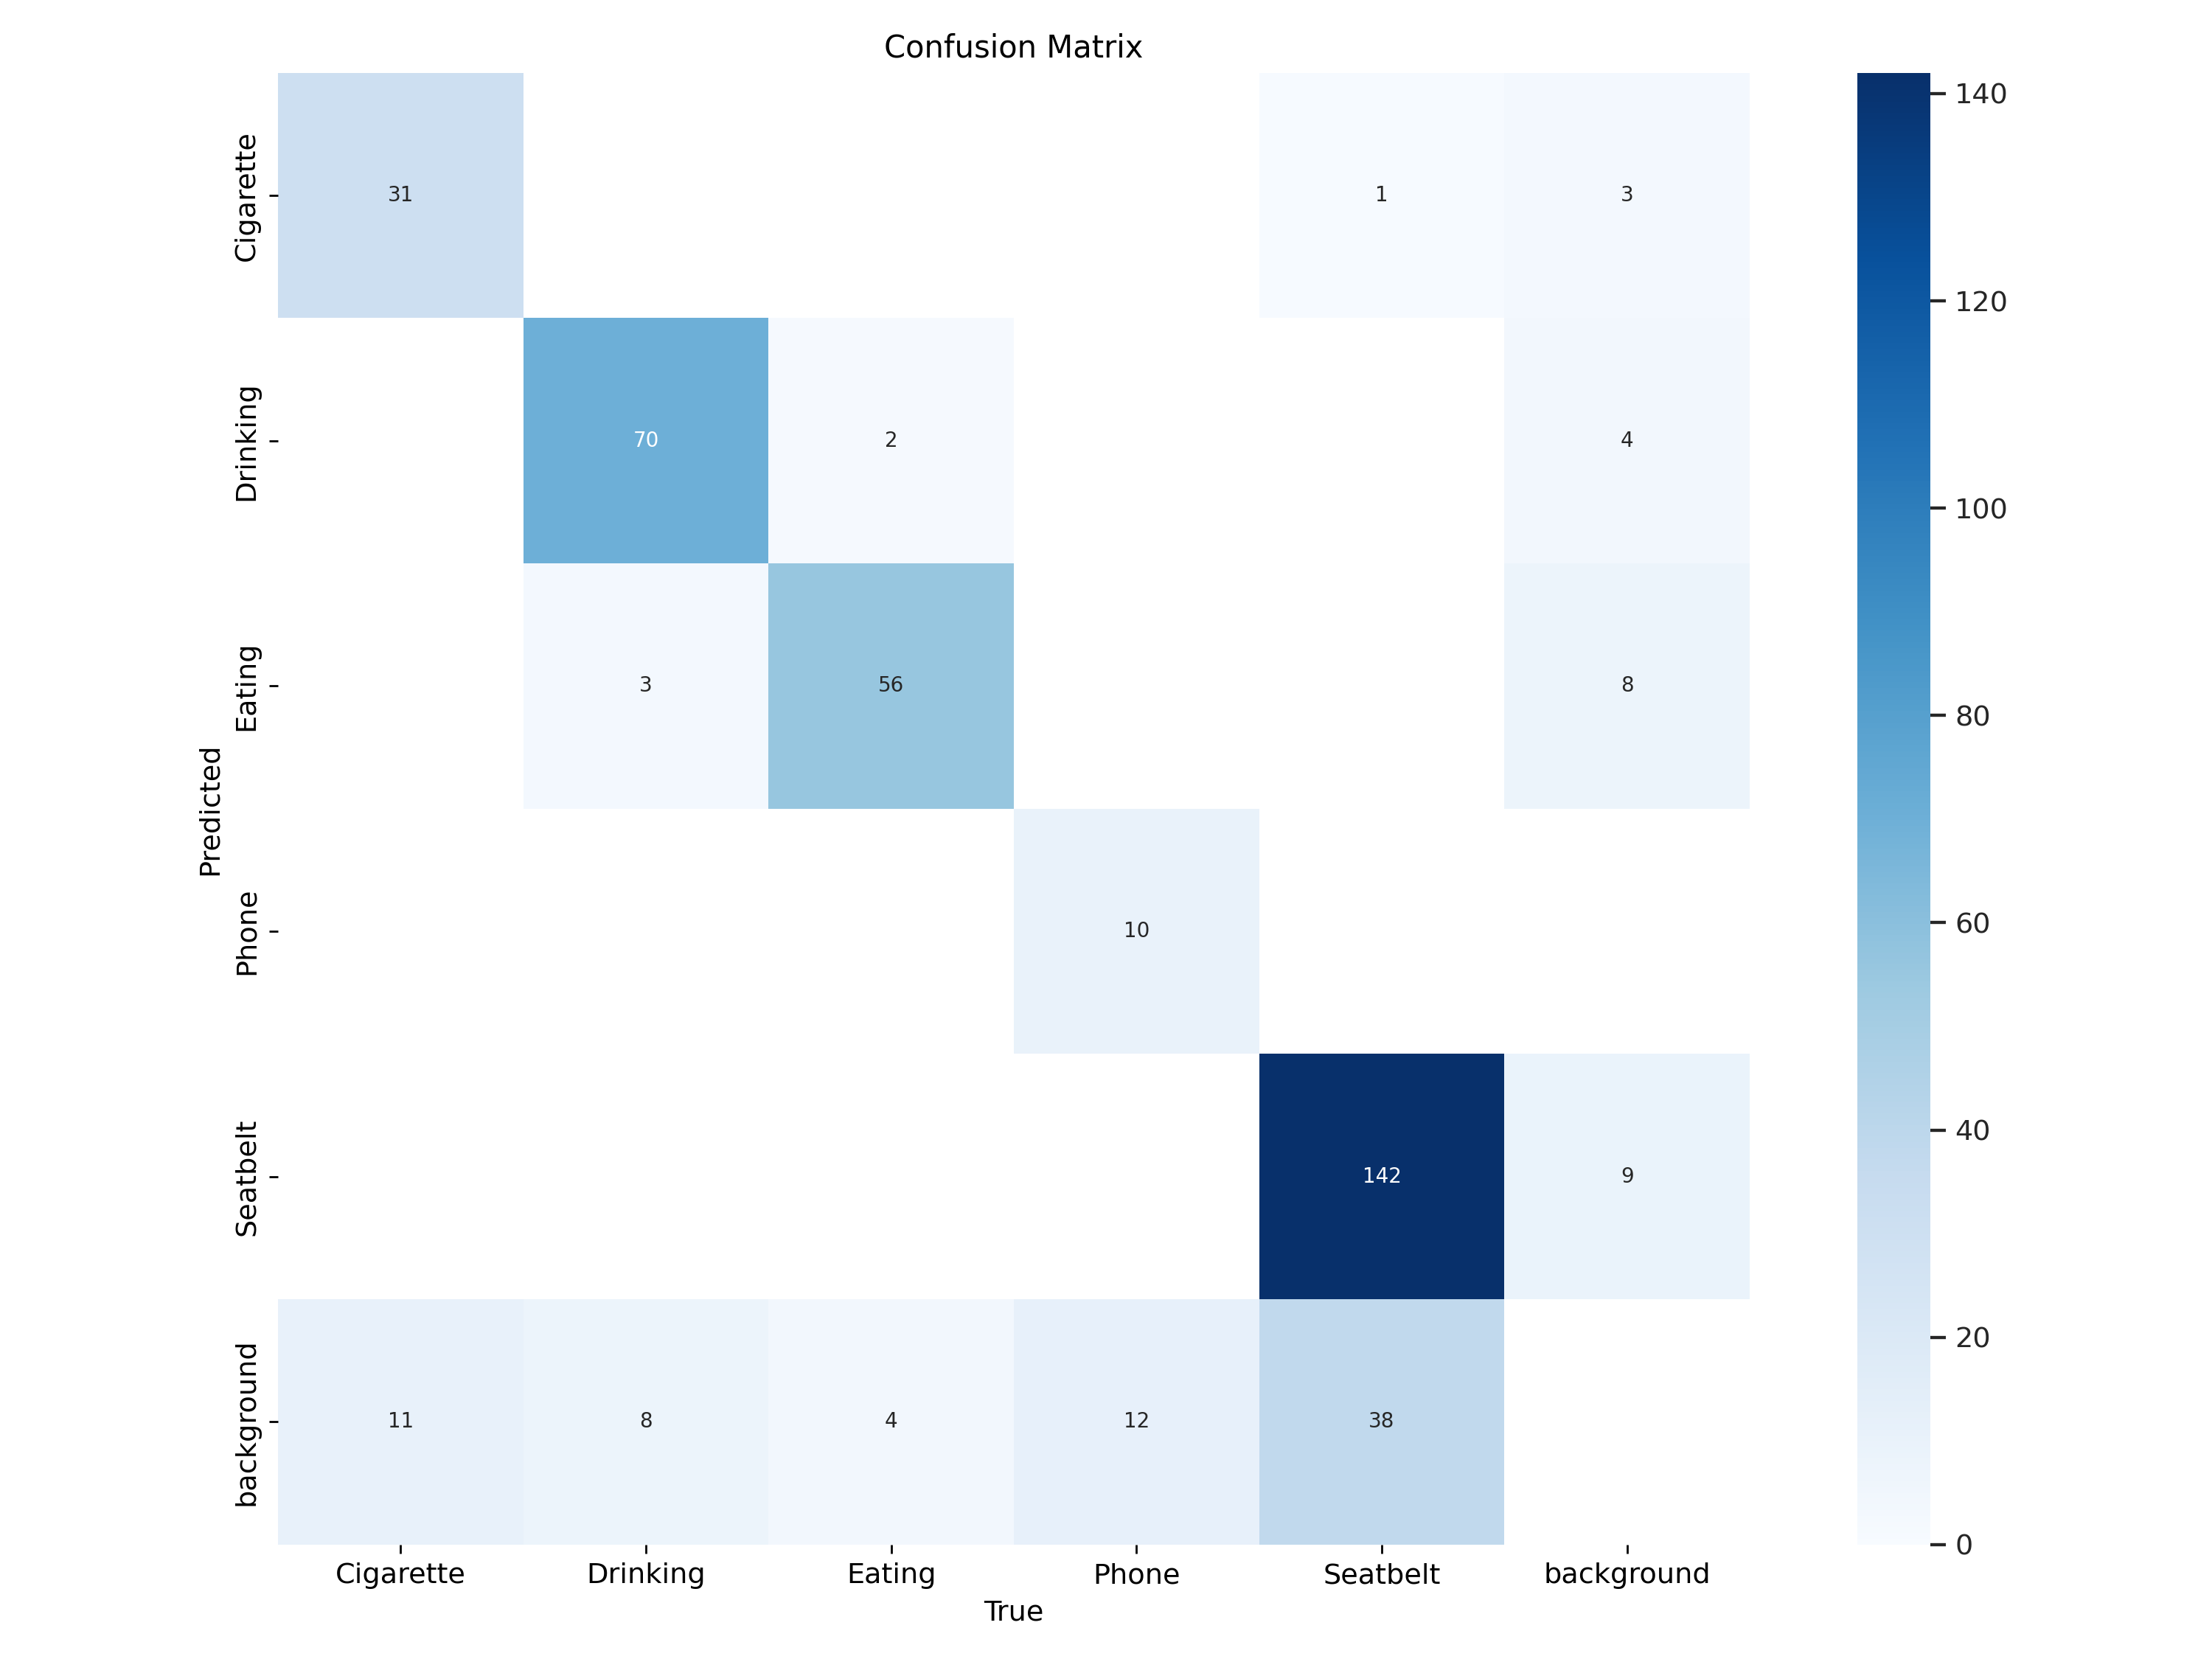 Confusion Matrix
Cigarette
31
1
3
140
120
Drinking
70
2
4
100
Eating
3
56
8
80
Predicted
Phone
10
60
Seatbelt
142
9
40
background
11
8
4
12
38
20
0
Cigarette
Drinking
Eating
Phone
Seatbelt
background
True